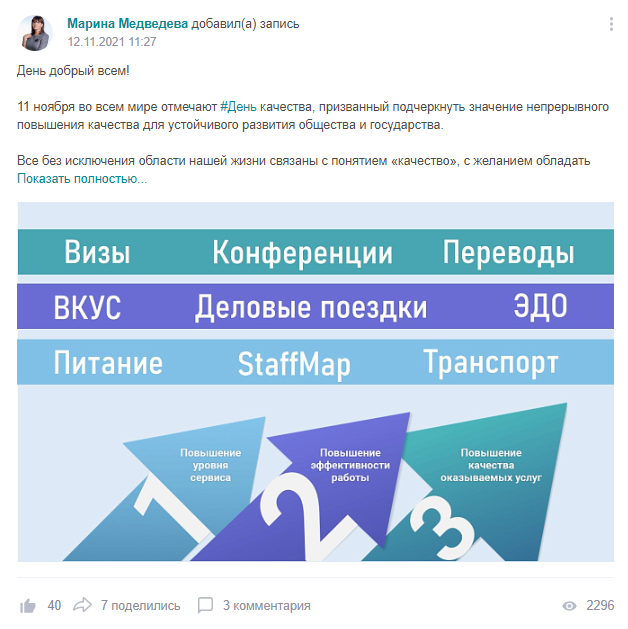 Марина Медведева добавил(а) запись
12.11.2021 11:27
День добрый всем!
11 ноября во всем мире отмечают #День качества, призванный подчеркнуть значение непрерывного
повышения качества для устойчивого развития общества и государства.
Все без исключения области нашей жизни связаны с понятием «качество», с желанием обладать
Показать полностью...
Визы Конференции Переводы
ВКУС Деловые поездки ЭДО
Питание StaffMap Транспорт
Повышение
уровня
сервиса
1
Повышение
эффективности
работы
2
Повышение
качества
оказываемых услуг
3
40 7 поделились 3 комментария 2296